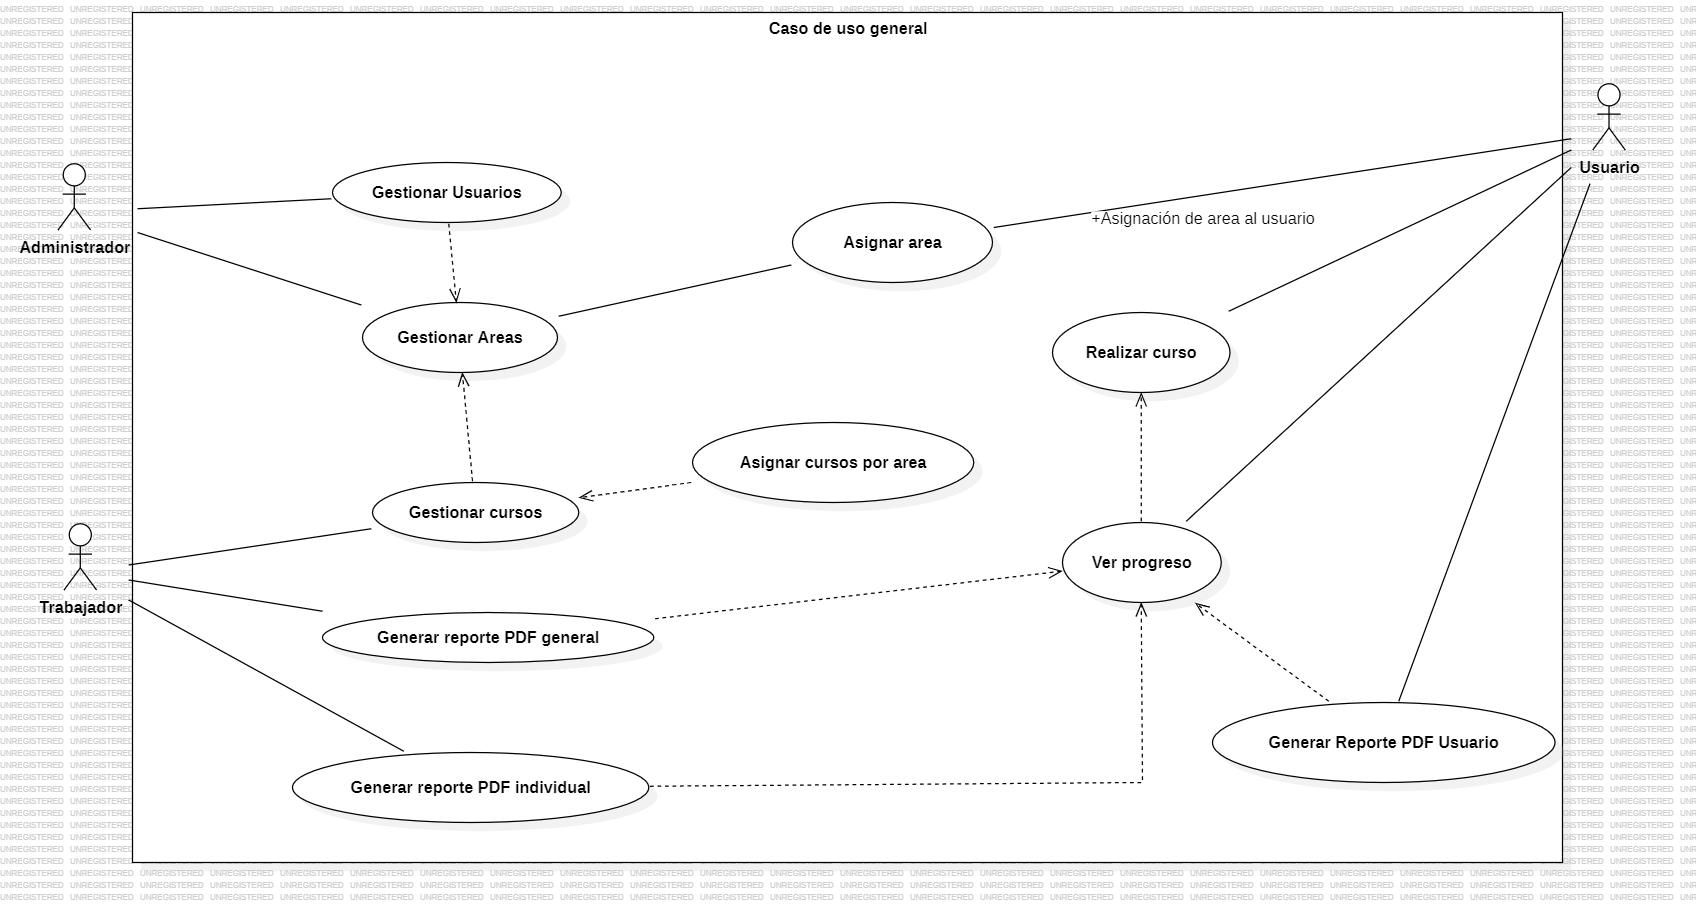 Caso de uso general
Usuario
Administrador
Gestionar Usuarios
+Asignación de area al usuario
Asignar area
Gestionar Areas
Realizar curso
Asignar cursos por area
Gestionar cursos
Ver progreso
Trabajador
Generar reporte PDF general
Generar Reporte PDF Usuario
Generar reporte PDF individual
UNREGISTERED